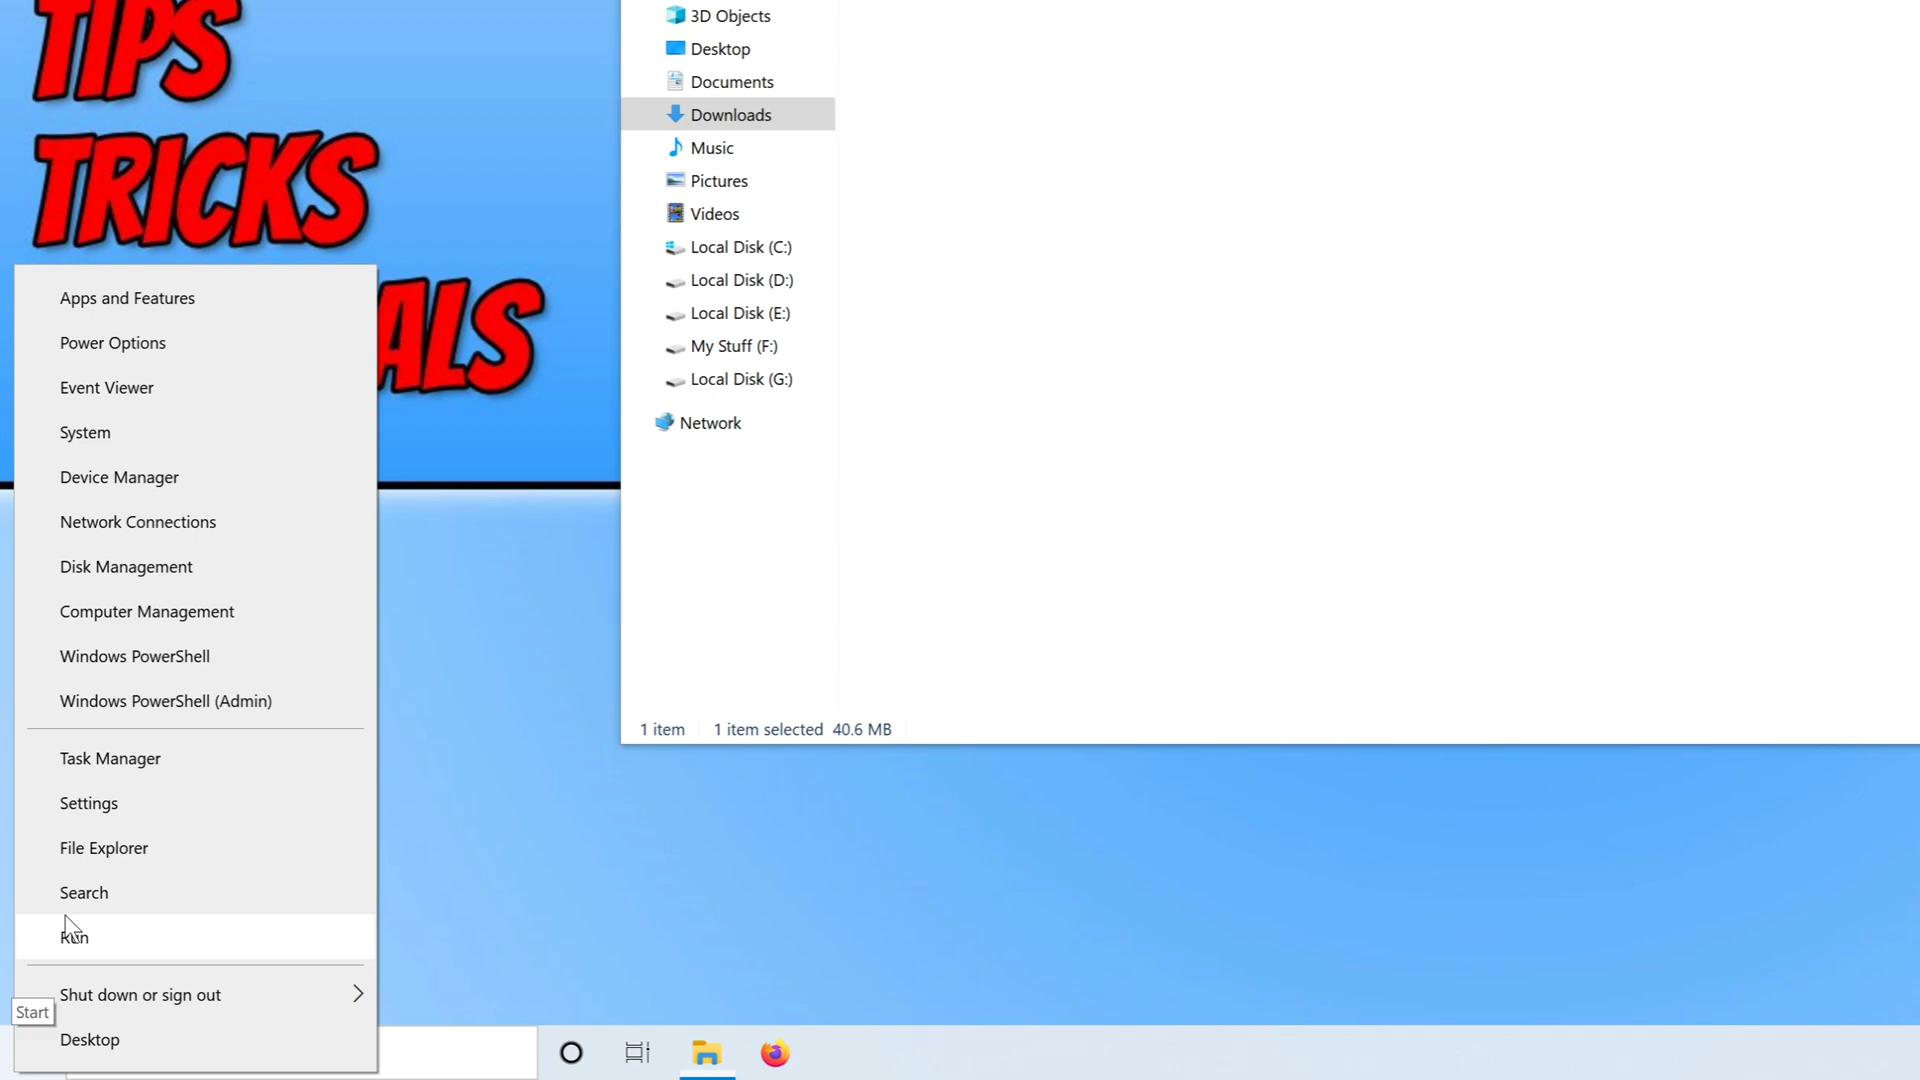 TIPS
TRICKS
ALS
Apps and Features
Power Options
Event Viewer
System
Device Manager
Network Connections
Disk Management
Computer Management
Windows PowerShell
Windows PowerShell (Admin)
Task Manager
Settings
File Explorer
Search
Run
Shut down or sign out
Start
Desktop
3D Objects
Desktop
Documents
Downloads
Music
Pictures
Videos
Local Disk (C:)
Local Disk (D:)
Local Disk (E:)
My Stuff (F:)
Local Disk (G:)
Network
1 item 1 item selected 40.6 MB